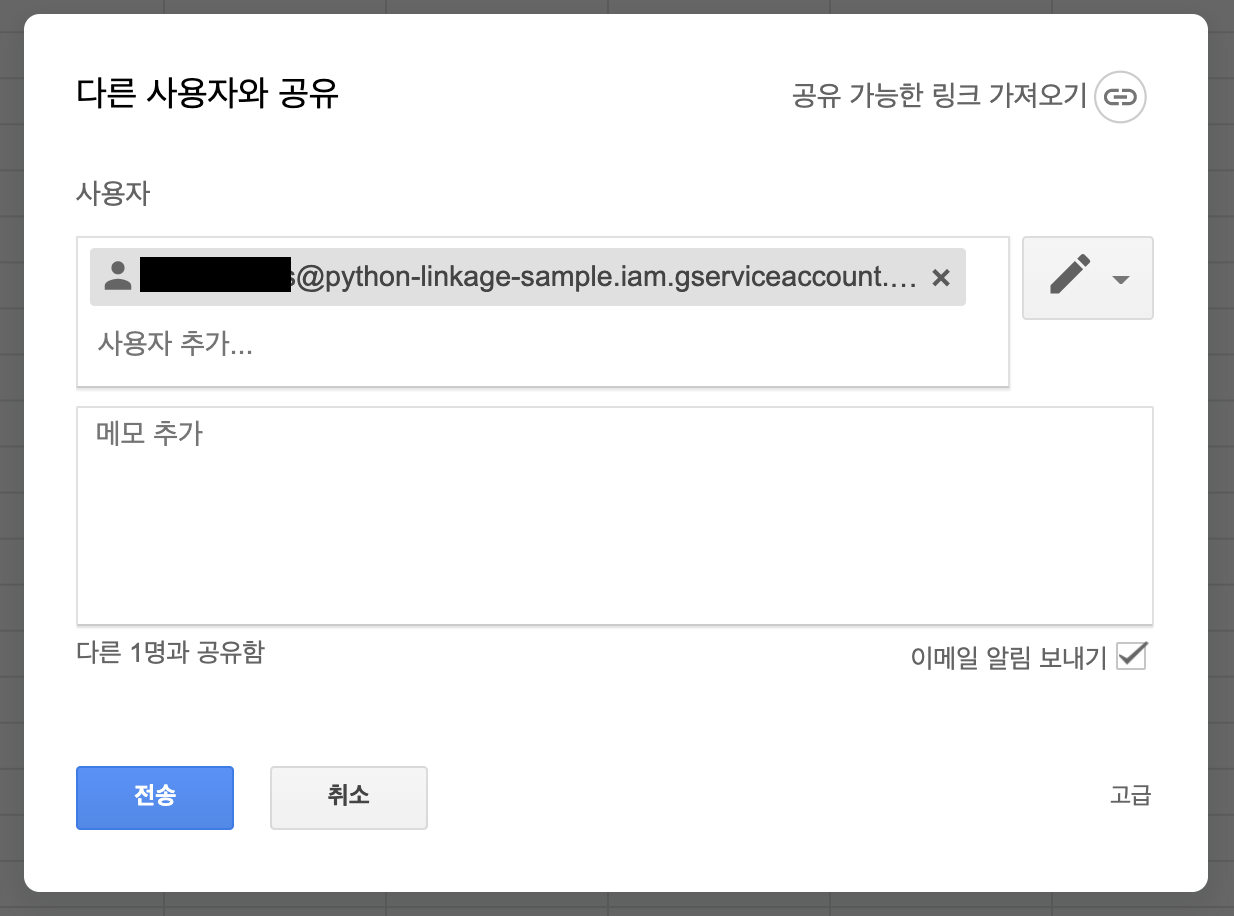 다른 사용자와 공유
공유 가능한 링크 가져오기
사용자
s@python-linkage-sample.iam.gserviceaccount.…
사용자 추가...
메모 추가
다른 1명과 공유함
이메일 알림 보내기
전송
취소
고급